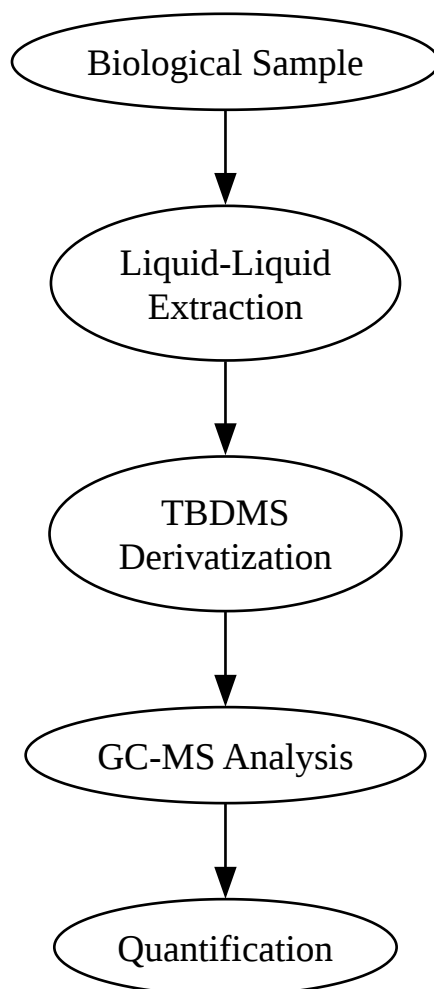 Biological Sample
Liquid-Liquid
Extraction
TBDMS
Derivatization
GC-MS Analysis
Quantification